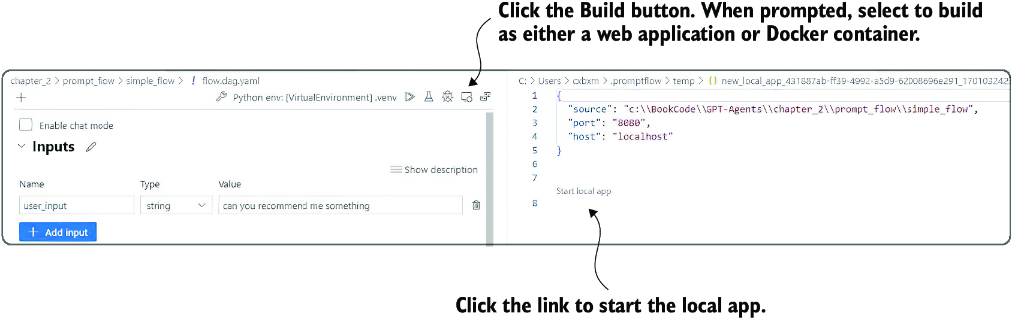 Click the Build button. When prompted, select to build
as either a web application or Docker container.
chapter_2 > prompt_flow > simple_flow > ! flow.dag.yaml
Python env: [VirtualEnvironment] .venv
Enable chat mode
Inputs
Show description
Name Type Value
user_input string can you recommend me something
+ Add input
C: > Users > cxbxm > .promptflow > temp > {} new_local_app_431887ab-ff39-4992-a5d9-62008696e291_170103242
1 {
2 "source": "c:\\BookCode\\GPT-Agents\\chapter_2\\prompt_flow\\simple_flow",
3 "port": "8080",
4 "host": "localhost"
5 }
6
7
Start local app
8
Click the link to start the local app.